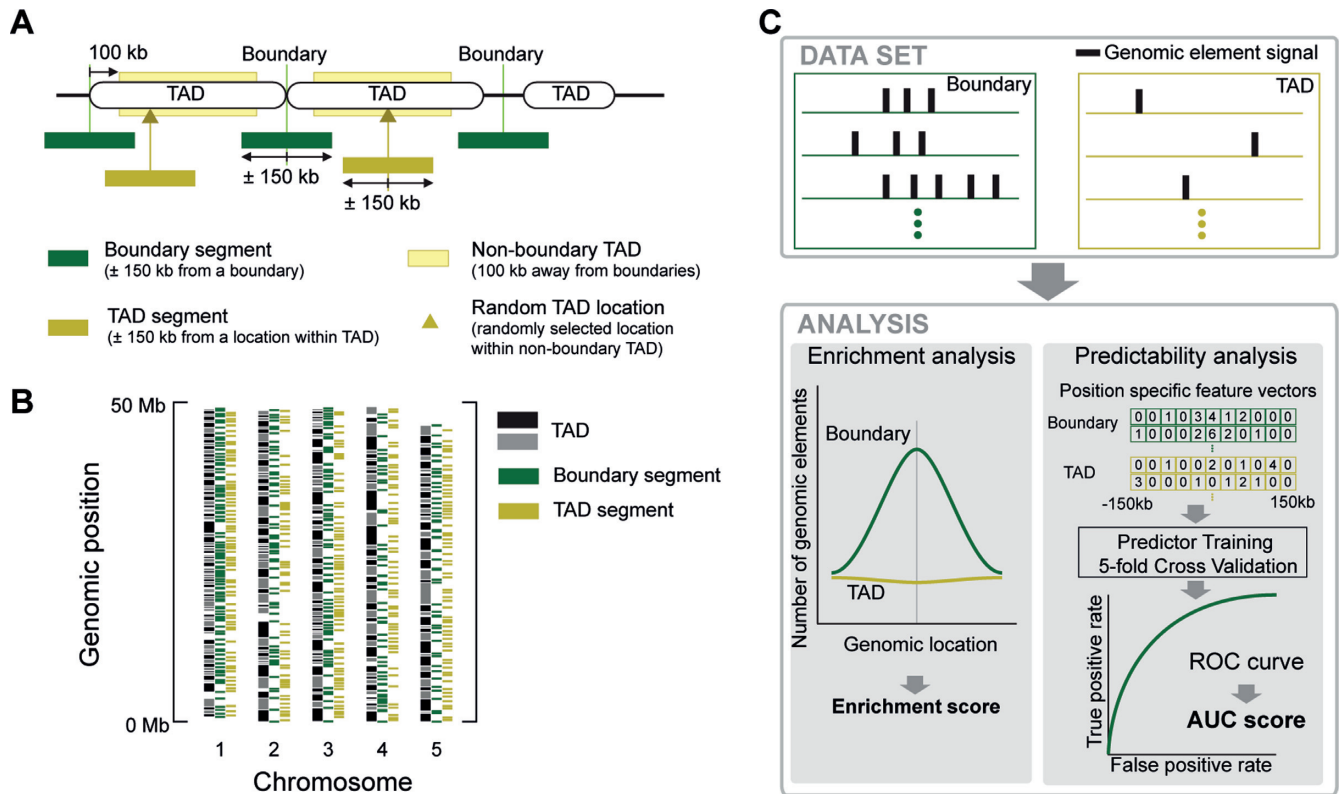 A
100 kb
Boundary
Boundary
TAD
TAD
TAD
± 150 kb
± 150 kb
Boundary segment
(± 150 kb from a boundary)
Non-boundary TAD
(100 kb away from boundaries)
TAD segment
(± 150 kb from a location within TAD)
Random TAD location
(randomly selected location
within non-boundary TAD)
B
50 Mb
Genomic position
0 Mb
1 2 3 4 5
Chromosome
TAD
Boundary segment
TAD segment
C
DATA SET
Genomic element signal
Boundary
TAD
ANALYSIS
Enrichment analysis
Number of genomic elements
Boundary
TAD
Genomic location
Enrichment score
Predictability analysis
Position specific feature vectors
Boundary
0 0 1 0 3 4 1 2 0 0 0
1 0 0 0 2 6 2 0 1 0 0
TAD
0 0 1 0 0 2 0 1 0 4 0
3 0 0 0 1 0 1 2 1 0 0
-150kb
150kb
Predictor Training
5-fold Cross Validation
True positive rate
ROC curve
AUC score
False positive rate